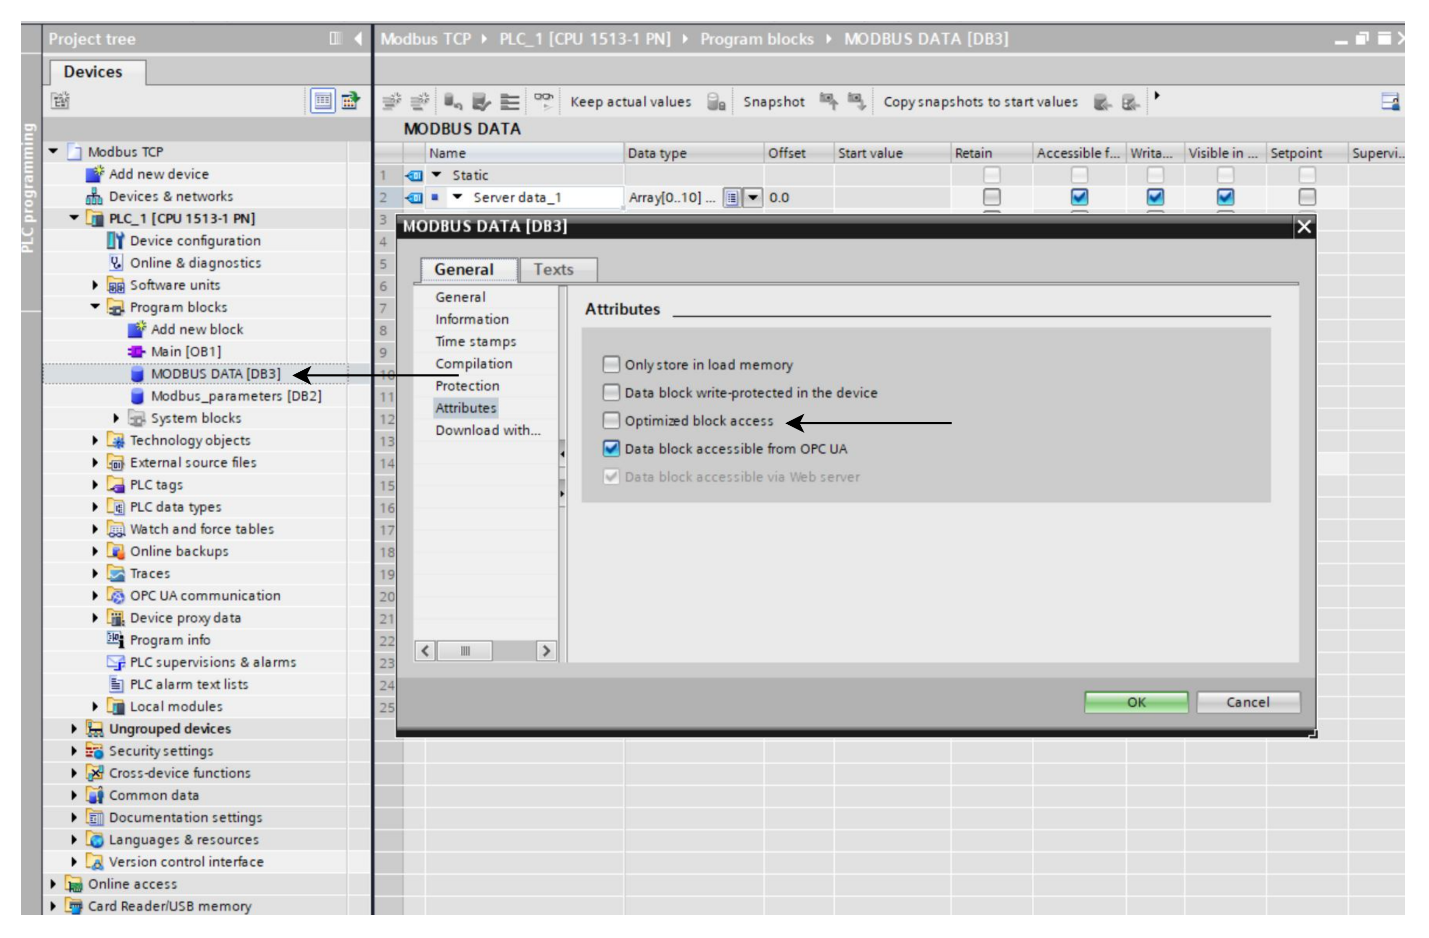 Project tree
Modbus TCP ▸ PLC_1 [CPU 1513-1 PN] ▸ Program blocks ▸ MODBUS DATA [DB3]
Devices
Keep actual values Snapshot Copy snapshots to start values
PLC programming
MODBUS DATA
Name Data type Offset Start value Retain Accessible f... Writa... Visible in ... Setpoint Supervi...
1 Static
2 Server data_1 Array[0..10] ... 0.0
3
4
5
6
7
8
9
10
11
12
13
14
15
16
17
18
19
20
21
22
23
24
25
Modbus TCP
Add new device
Devices & networks
PLC_1 [CPU 1513-1 PN]
Device configuration
Online & diagnostics
Software units
Program blocks
Add new block
Main [OB1]
MODBUS DATA [DB3]
Modbus_parameters [DB2]
System blocks
Technology objects
External source files
PLC tags
PLC data types
Watch and force tables
Online backups
Traces
OPC UA communication
Device proxy data
Program info
PLC supervisions & alarms
PLC alarm text lists
Local modules
Ungrouped devices
Security settings
Cross-device functions
Common data
Documentation settings
Languages & resources
Version control interface
Online access
Card Reader/USB memory
MODBUS DATA [DB3]
General Texts
General
Information
Time stamps
Compilation
Protection
Attributes
Download with...
Attributes
Only store in load memory
Data block write-protected in the device
Optimized block access
Data block accessible from OPC UA
Data block accessible via Web server
OK Cancel